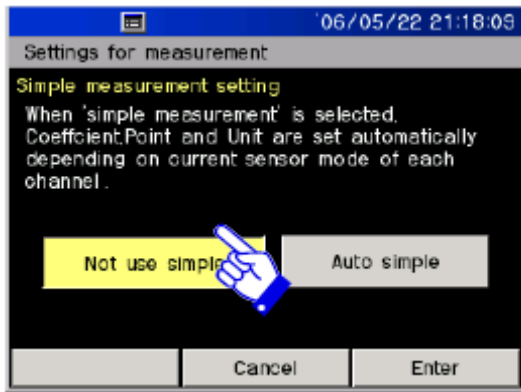 '06/05/22 21:18:09
Settings for measurement
Simple measurement setting
When 'simple measurement' is selected,
Coeffcient,Point and Unit are set automatically
depending on current sensor mode of each
channel.
Not use simple
Auto simple
Cancel
Enter